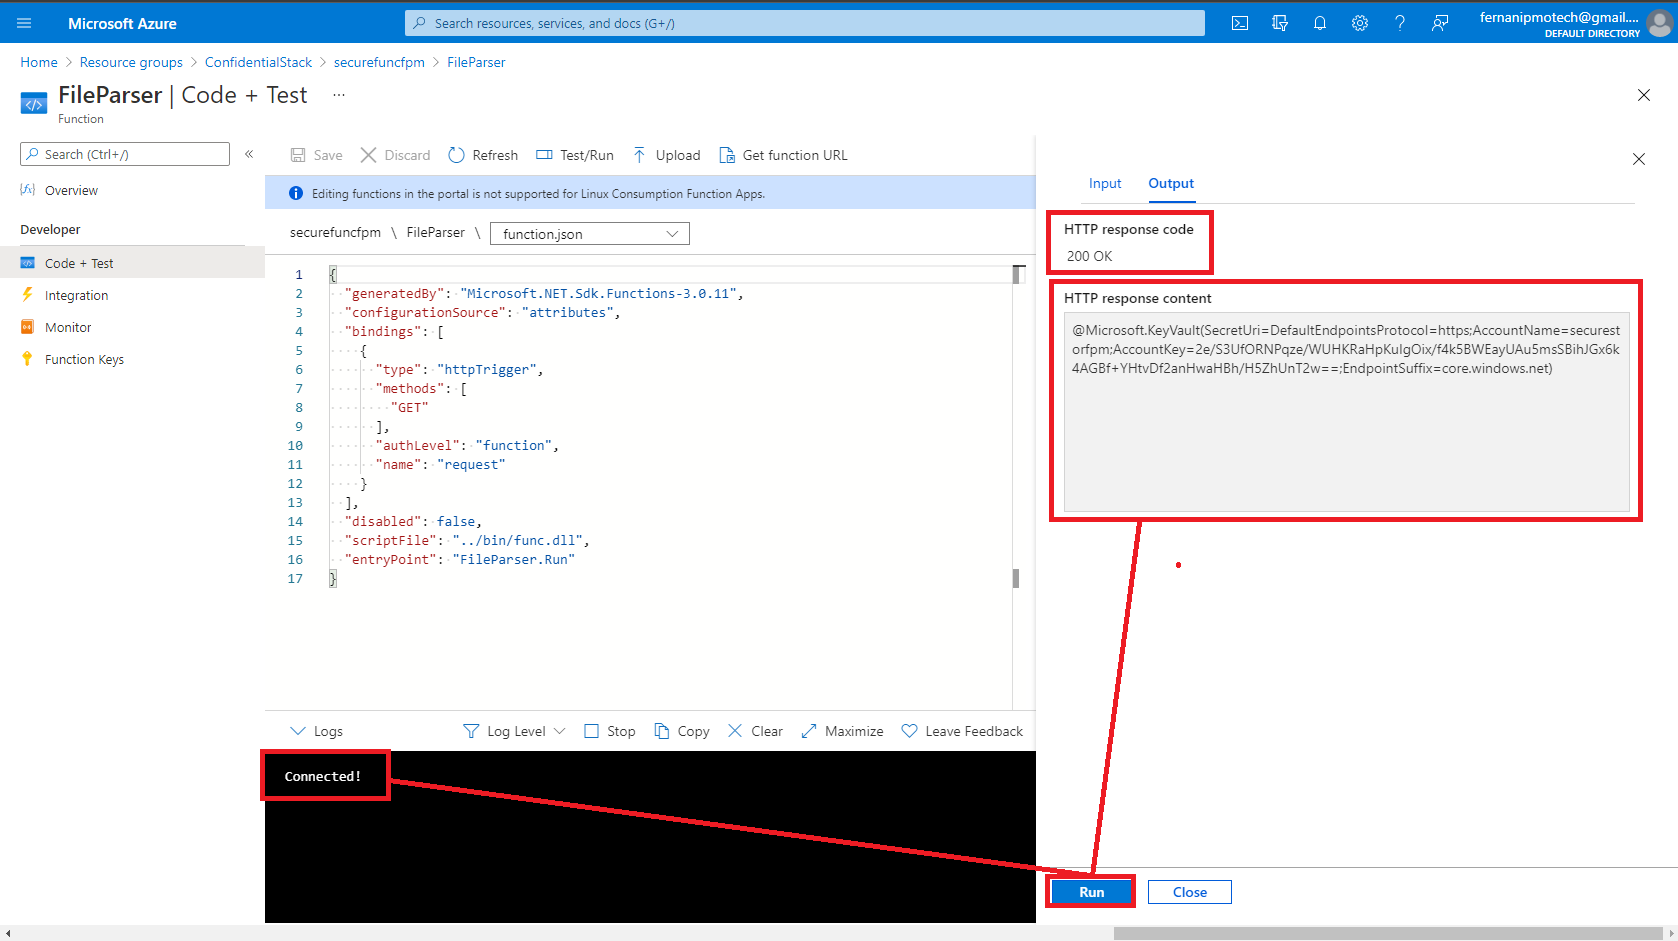 Microsoft Azure
Search resources, services, and docs (G+/)
fernanipmotech@gmail....
DEFAULT DIRECTORY
Home > Resource groups > ConfidentialStack > securefuncfpm > FileParser
FileParser | Code + Test ...
Function
Search (Ctrl+/)
Overview
Developer
Code + Test
Integration
Monitor
Function Keys
Save
Discard
Refresh
Test/Run
Upload
Get function URL
Editing functions in the portal is not supported for Linux Consumption Function Apps.
securefuncfpm \ FileParser \ function.json
1 {
2 "generatedBy": "Microsoft.NET.Sdk.Functions-3.0.11",
3 "configurationSource": "attributes",
4 "bindings": [
5 {
6 "type": "httpTrigger",
7 "methods": [
8 "GET"
9 ],
10 "authLevel": "function",
11 "name": "request"
12 }
13 ],
14 "disabled": false,
15 "scriptFile": "../bin/func.dll",
16 "entryPoint": "FileParser.Run"
17 }
Logs
Log Level
Stop
Copy
Clear
Maximize
Leave Feedback
Connected!
Input
Output
HTTP response code
200 OK
HTTP response content
@Microsoft.KeyVault(SecretUri=DefaultEndpointsProtocol=https;AccountName=securest
orfpm;AccountKey=2e/S3UfORNPqze/WUHKRaHpKuIgOix/f4k5BWEayUAu5msSBihJGx6k
4AGBf+YHtvDf2anHwaHBh/H5ZhUnT2w==;EndpointSuffix=core.windows.net)
Run
Close